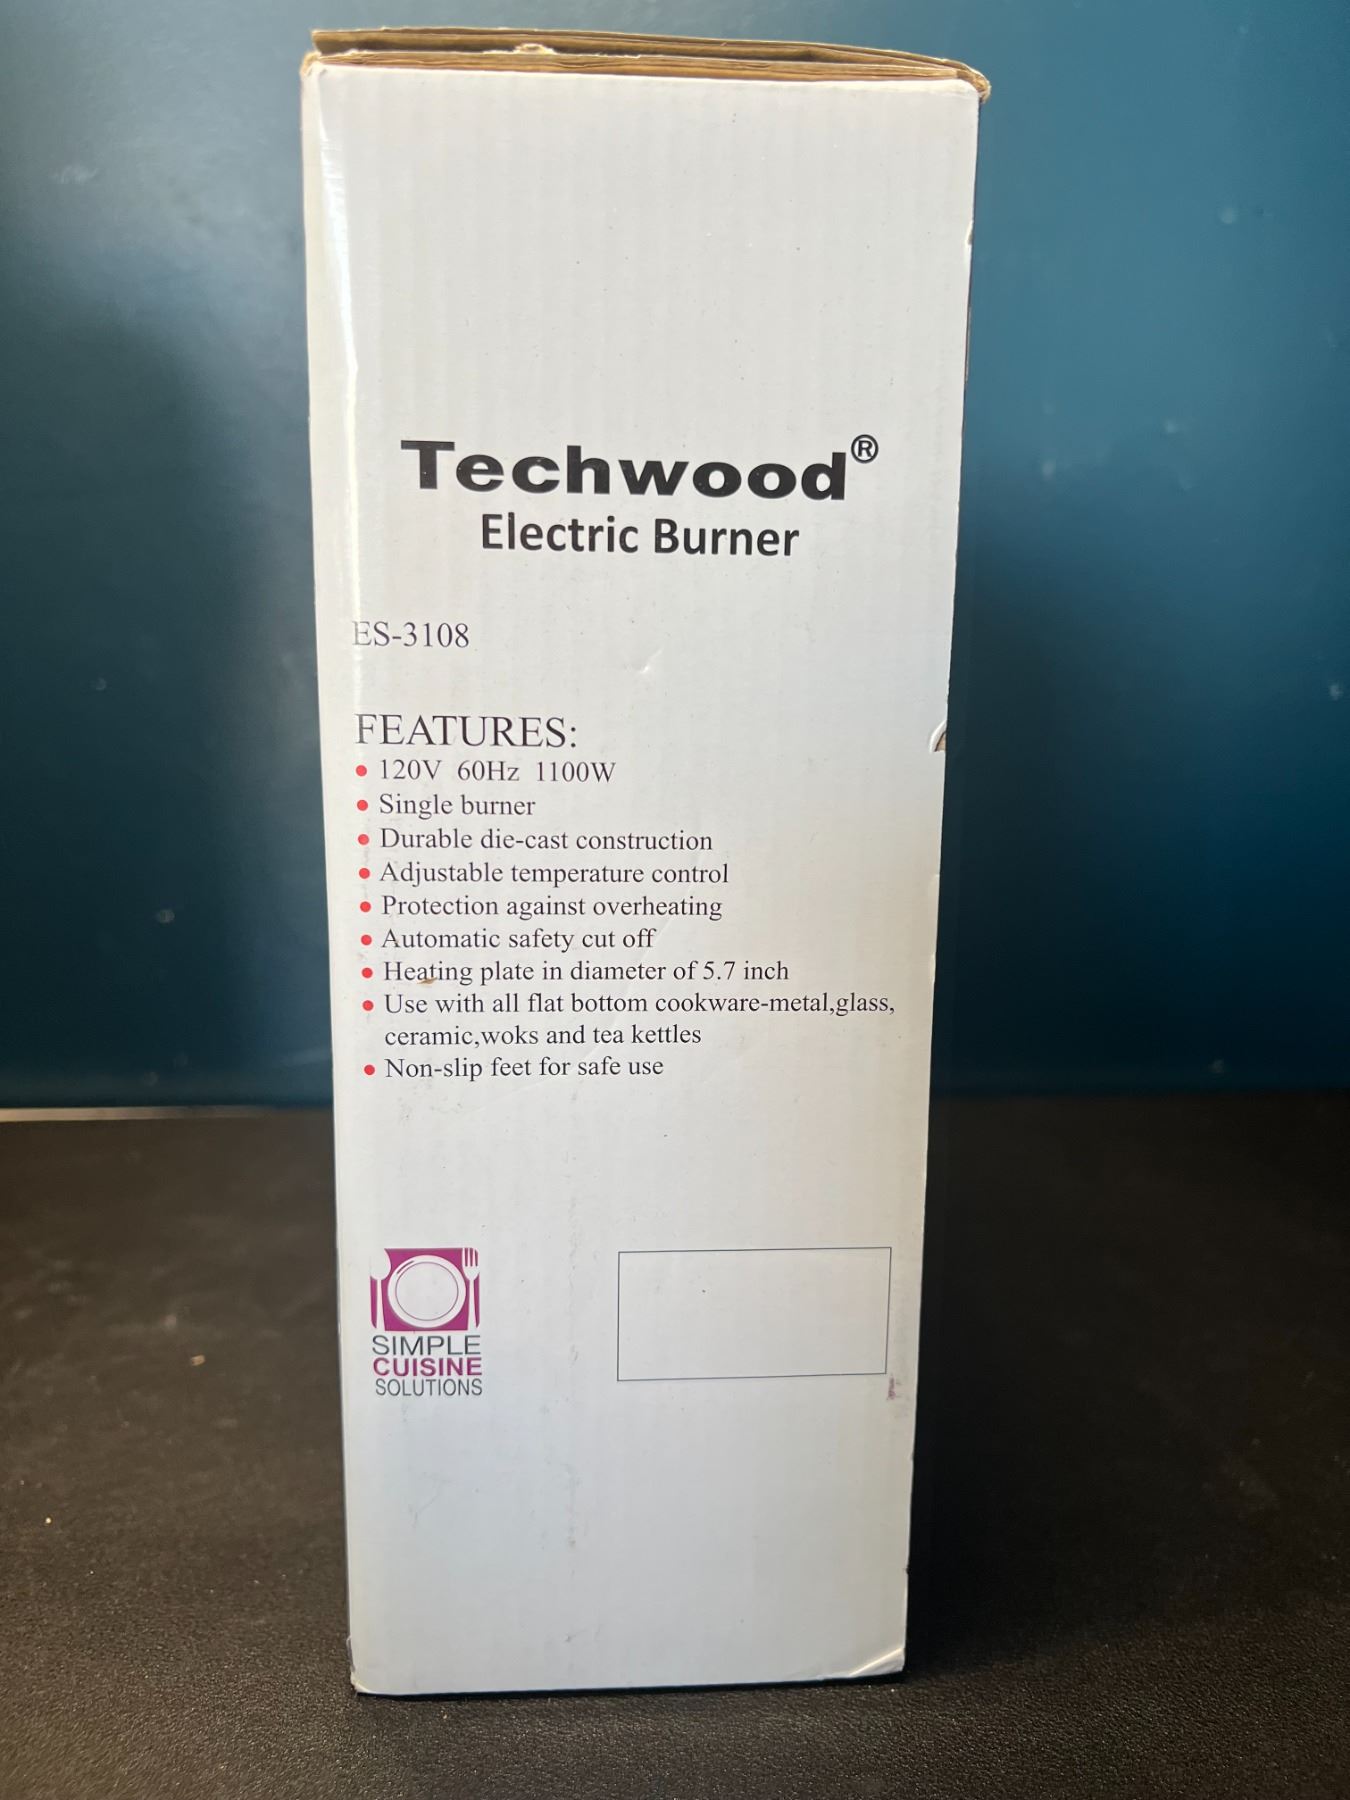 Techwood®
Electric Burner
ES-3108
FEATURES:
• 120V 60Hz 1100W
• Single burner
• Durable die-cast construction
• Adjustable temperature control
• Protection against overheating
• Automatic safety cut off
• Heating plate in diameter of 5.7 inch
• Use with all flat bottom cookware-metal,glass,
ceramic,woks and tea kettles
• Non-slip feet for safe use
SIMPLE
CUISINE
SOLUTIONS